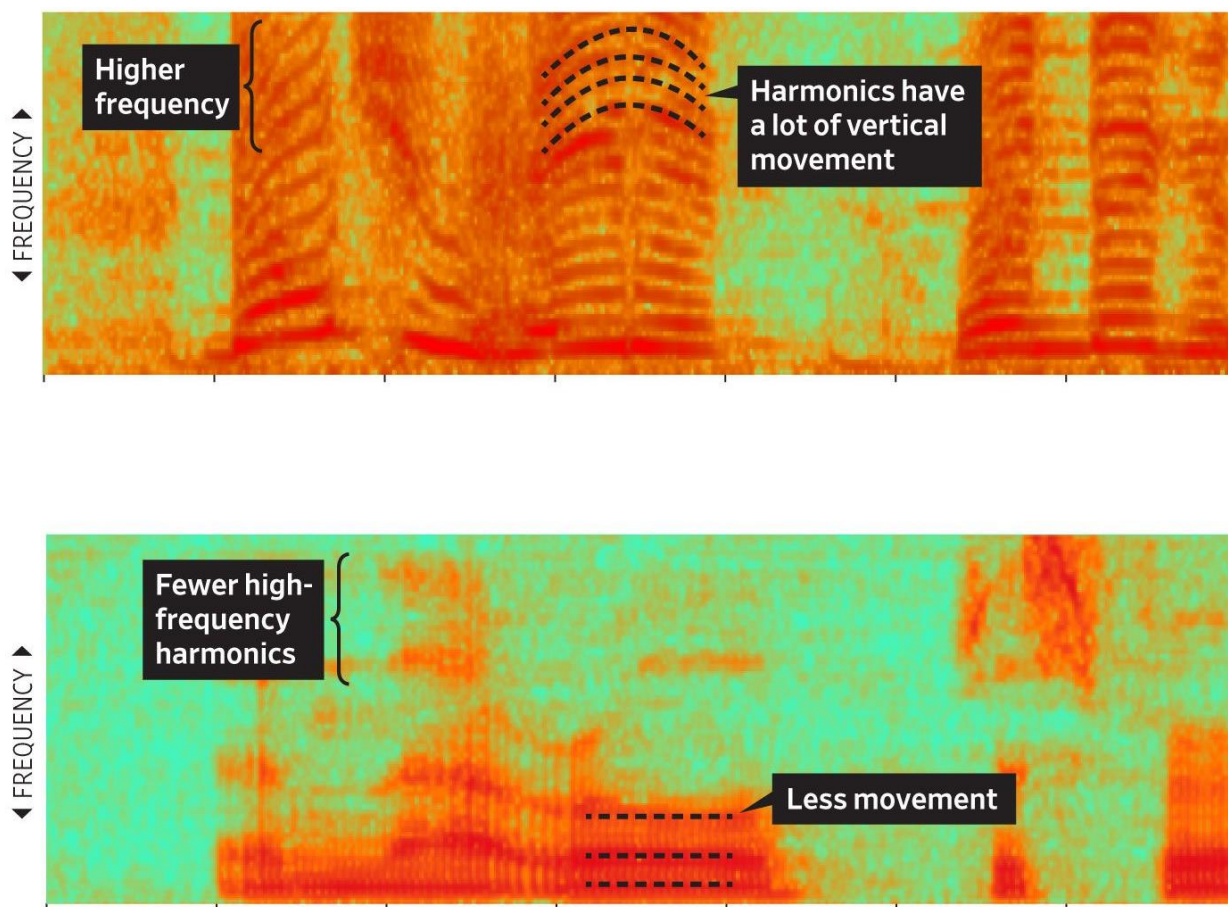 Higher
frequency
Harmonics have
a lot of vertical
movement
◄ FREQUENCY ►
Fewer high-
frequency
harmonics
Less movement
◄ FREQUENCY ►